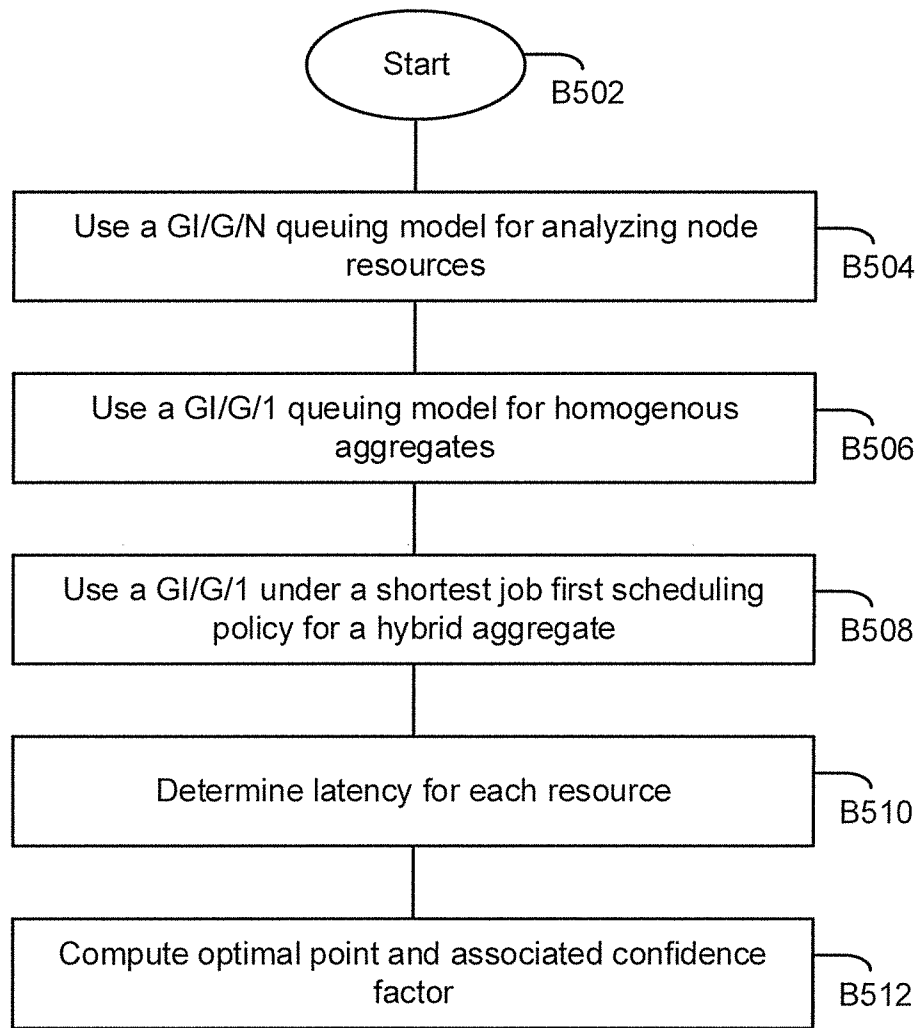 Start
B502
Use a GI/G/N queuing model for analyzing node
resources
B504
Use a GI/G/1 queuing model for homogenous
aggregates
B506
Use a GI/G/1 under a shortest job first scheduling
policy for a hybrid aggregate
B508
Determine latency for each resource
B510
Compute optimal point and associated confidence
factor
B512